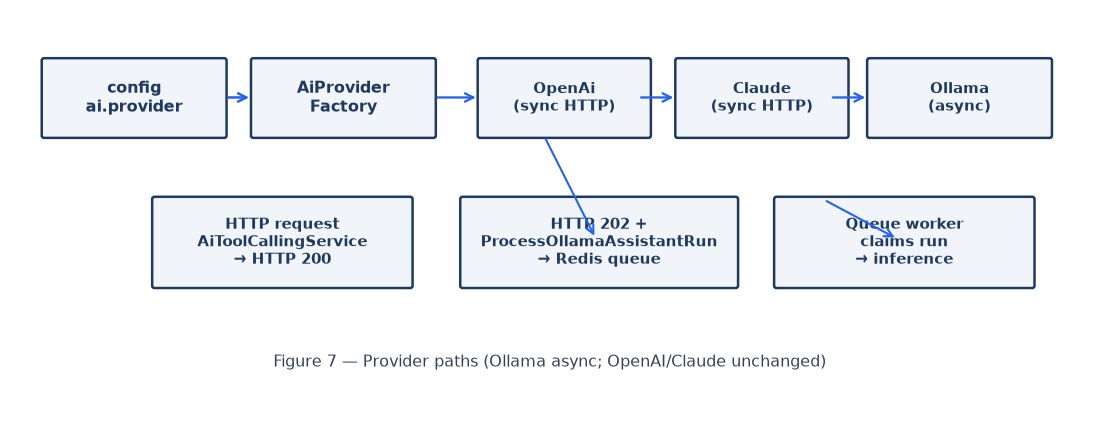 config
ai.provider
AiProvider
Factory
OpenAi
(sync HTTP)
Claude
(sync HTTP)
Ollama
(async)
HTTP request
AiToolCallingService
→ HTTP 200
HTTP 202 +
ProcessOllamaAssistantRun
→ Redis queue
Queue worker
claims run
→ inference
Figure 7 — Provider paths (Ollama async; OpenAI/Claude unchanged)